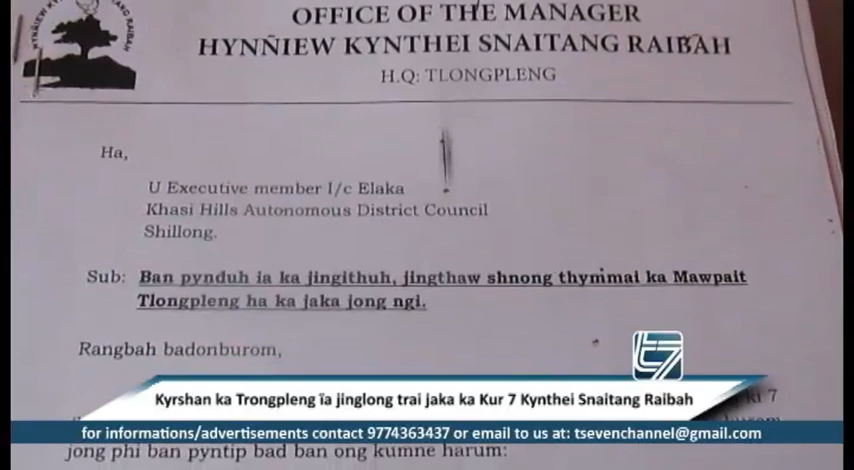 OFFICE OF THE MANAGER
HYNÑIEW KYNTHEI SNAITANG RAIBAH
H.Q: TLONGPLENG
Ha,
U Executive member I/c Elaka
Khasi Hills Autonomous District Council
Shillong.
Sub: Ban pynduh ia ka jingithuh, jingthaw shnong thymmai ka Mawpait
Tlongpleng ha ka jaka jong ngi.
Rangbah badonburom,
Kyrshan ka Trongpleng ïa jinglong trai jaka ka Kur 7 Kynthei Snaitang Raibah
ki 7
for informations/advertisements contact 9774363437 or email to us at: tsevenchannel@gmail.com
jong phi ban pyntip bad ban ong kumne harum: